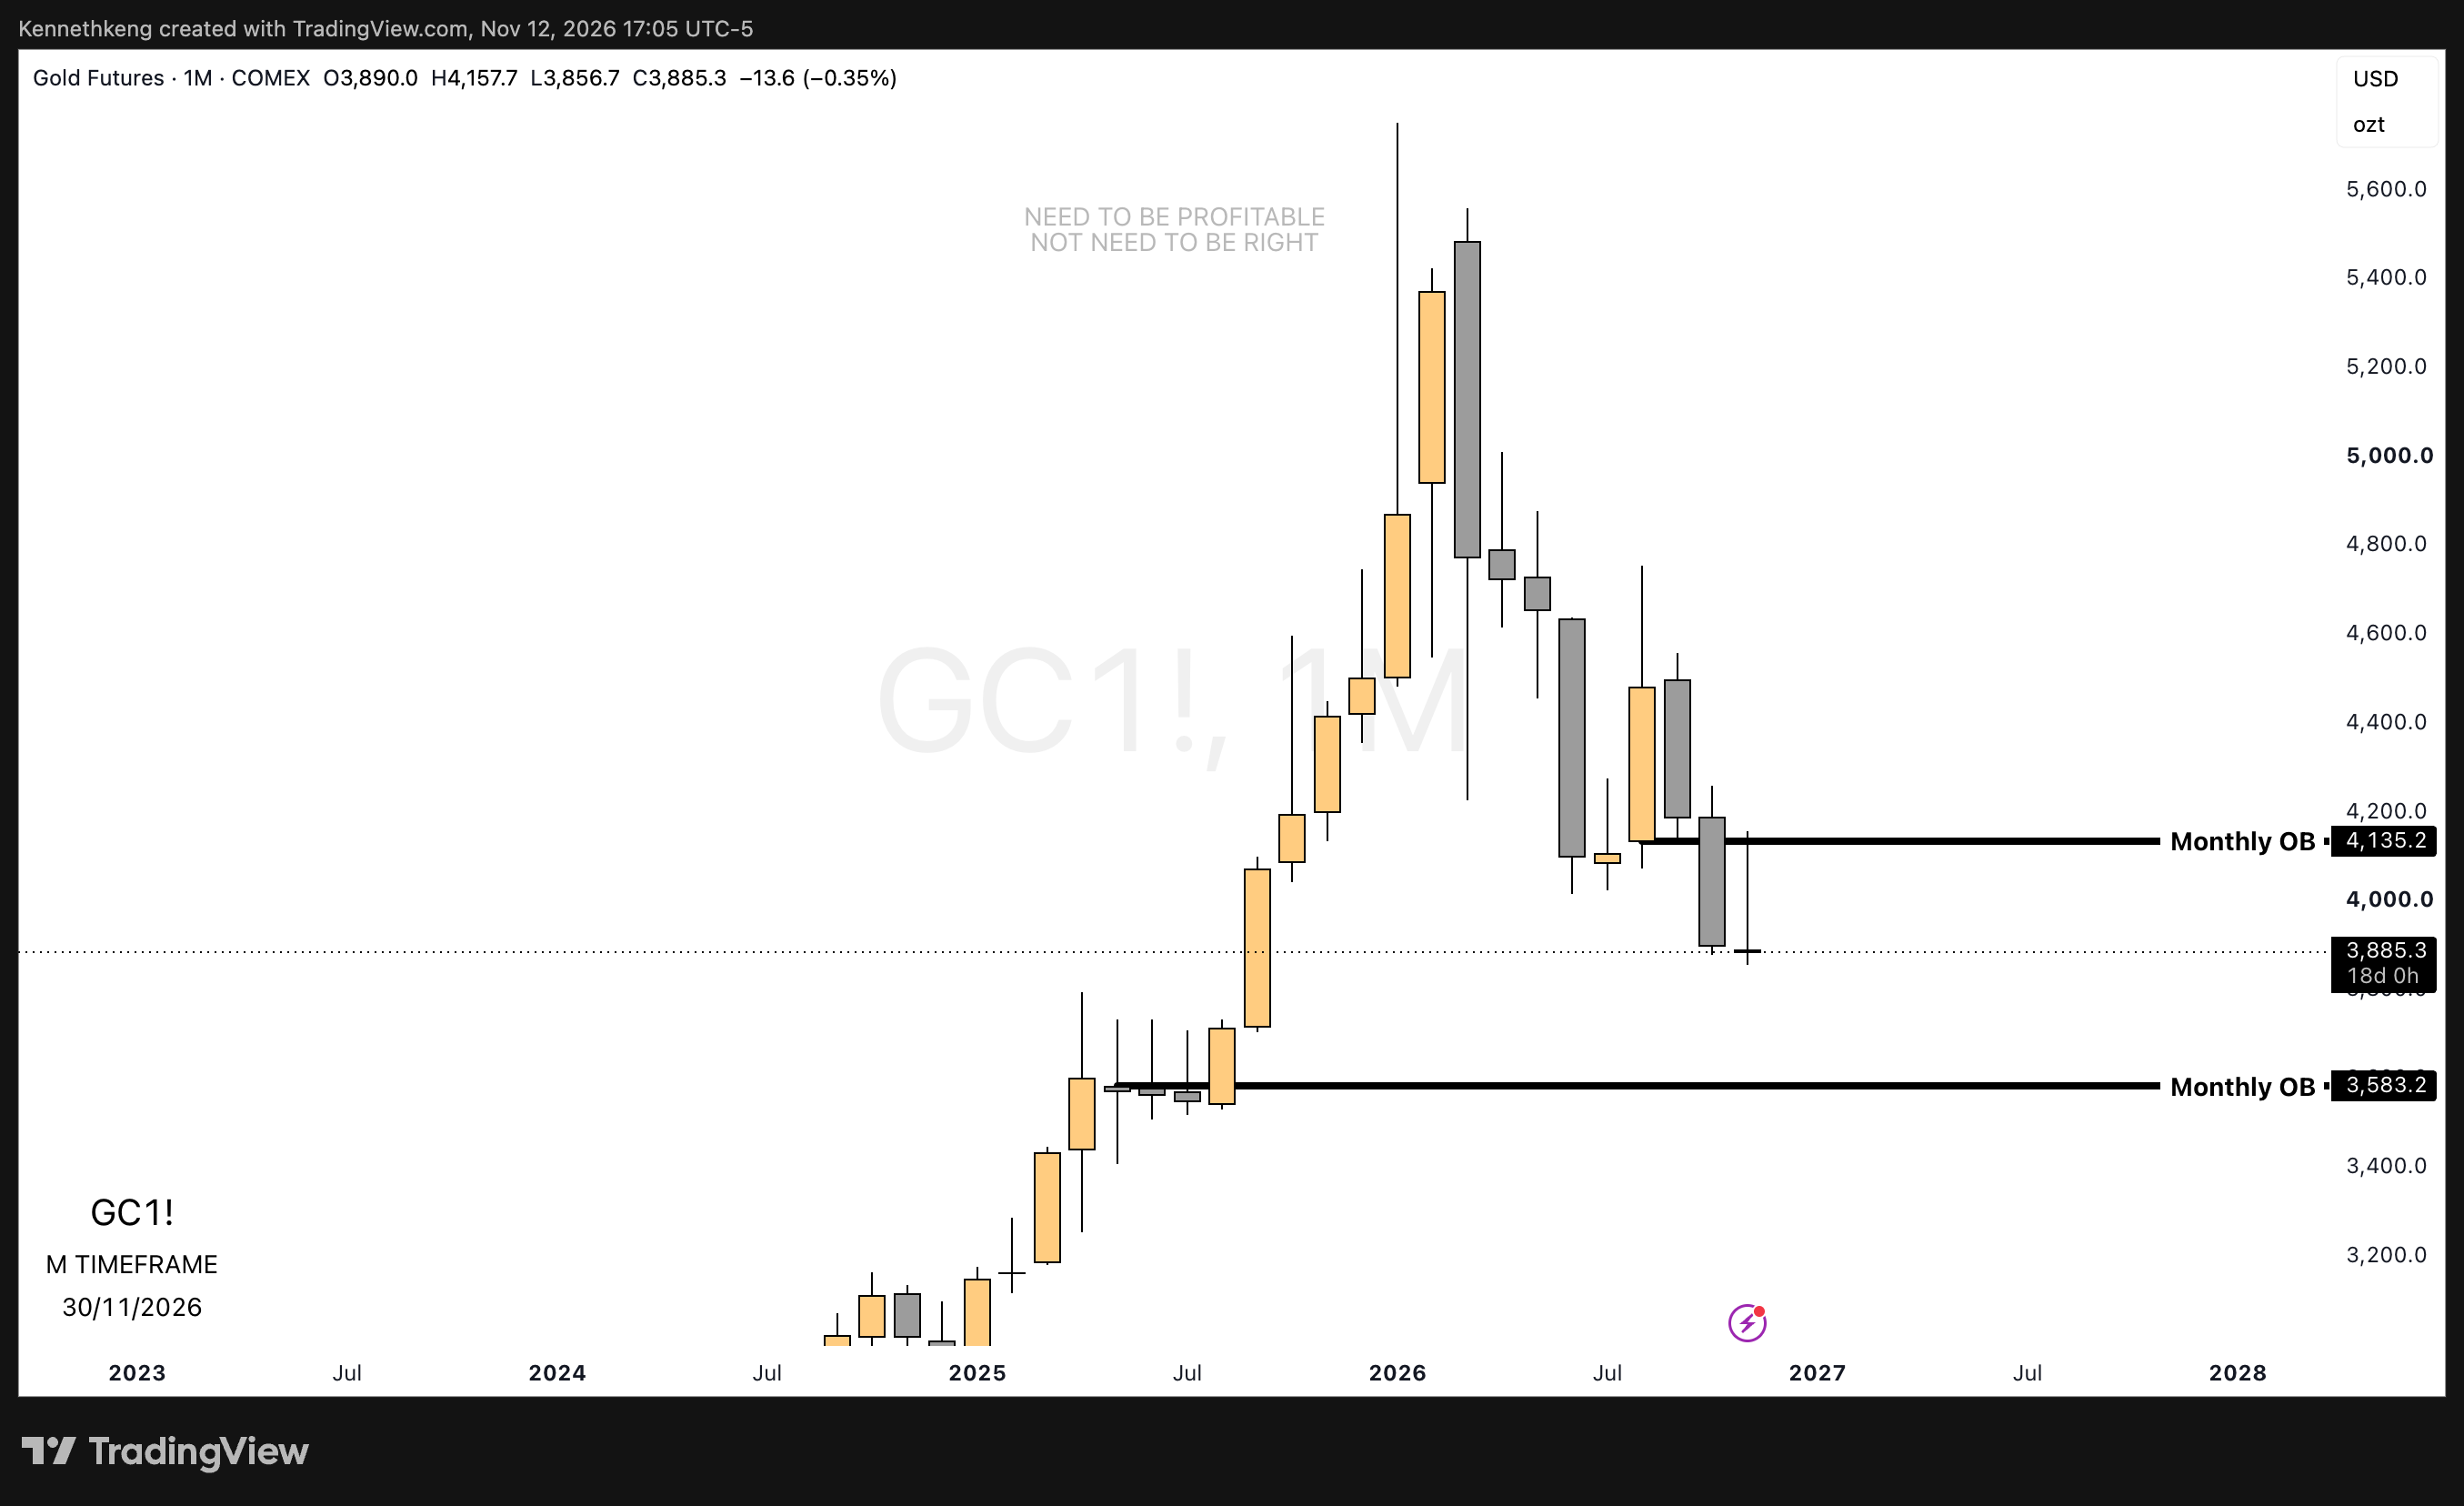 Kennethkeng created with TradingView.com, Nov 12, 2026 17:05 UTC-5
Gold Futures · 1M · COMEX O3,890.0 H4,157.7 L3,856.7 C3,885.3 −13.6 (−0.35%)
USD
ozt
NEED TO BE PROFITABLE
NOT NEED TO BE RIGHT
5,600.0
5,400.0
5,200.0
5,000.0
4,800.0
4,600.0
GC1!, 1M
4,400.0
4,200.0
Monthly OB 4,135.2
4,000.0
3,885.3
18d 0h
Monthly OB 3,583.2
3,400.0
3,200.0
GC1!
M TIMEFRAME
30/11/2026
2023 Jul 2024 Jul 2025 Jul 2026 Jul 2027 Jul 2028
TradingView